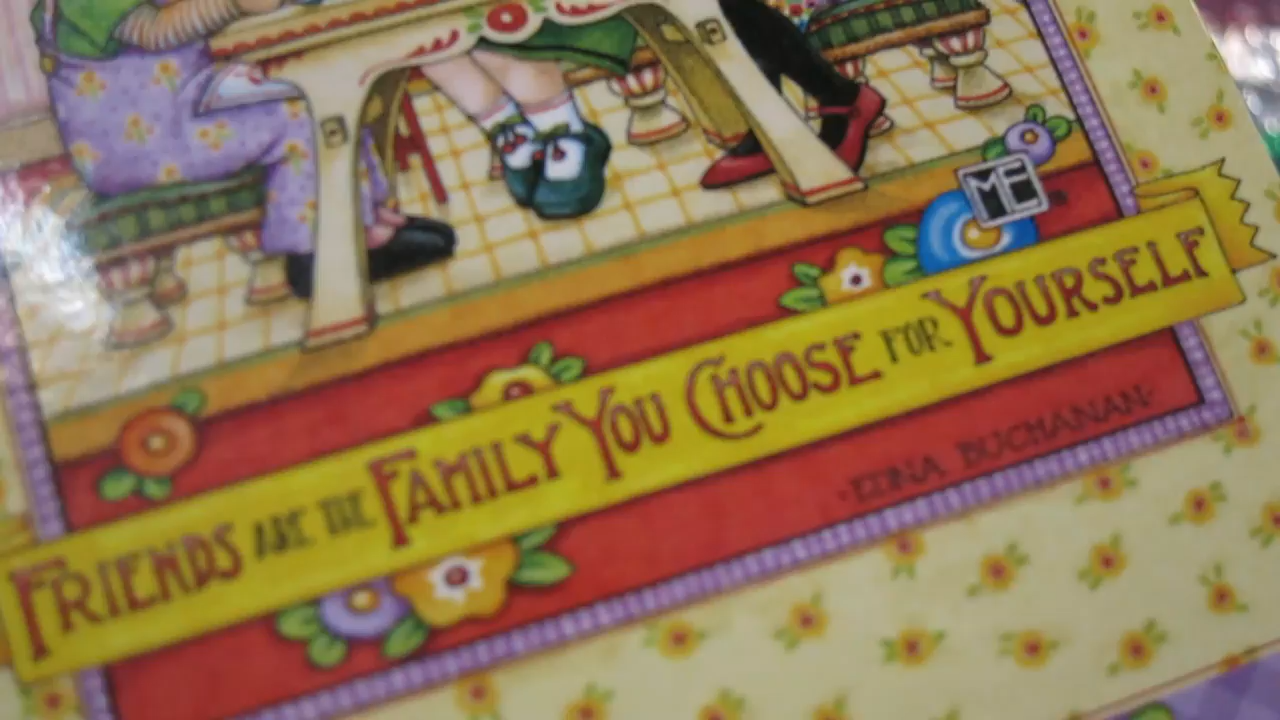 ME
FRIENDS ARE THE FAMILY YOU CHOOSE FOR YOURSELF
·EDNA BUCHANAN·